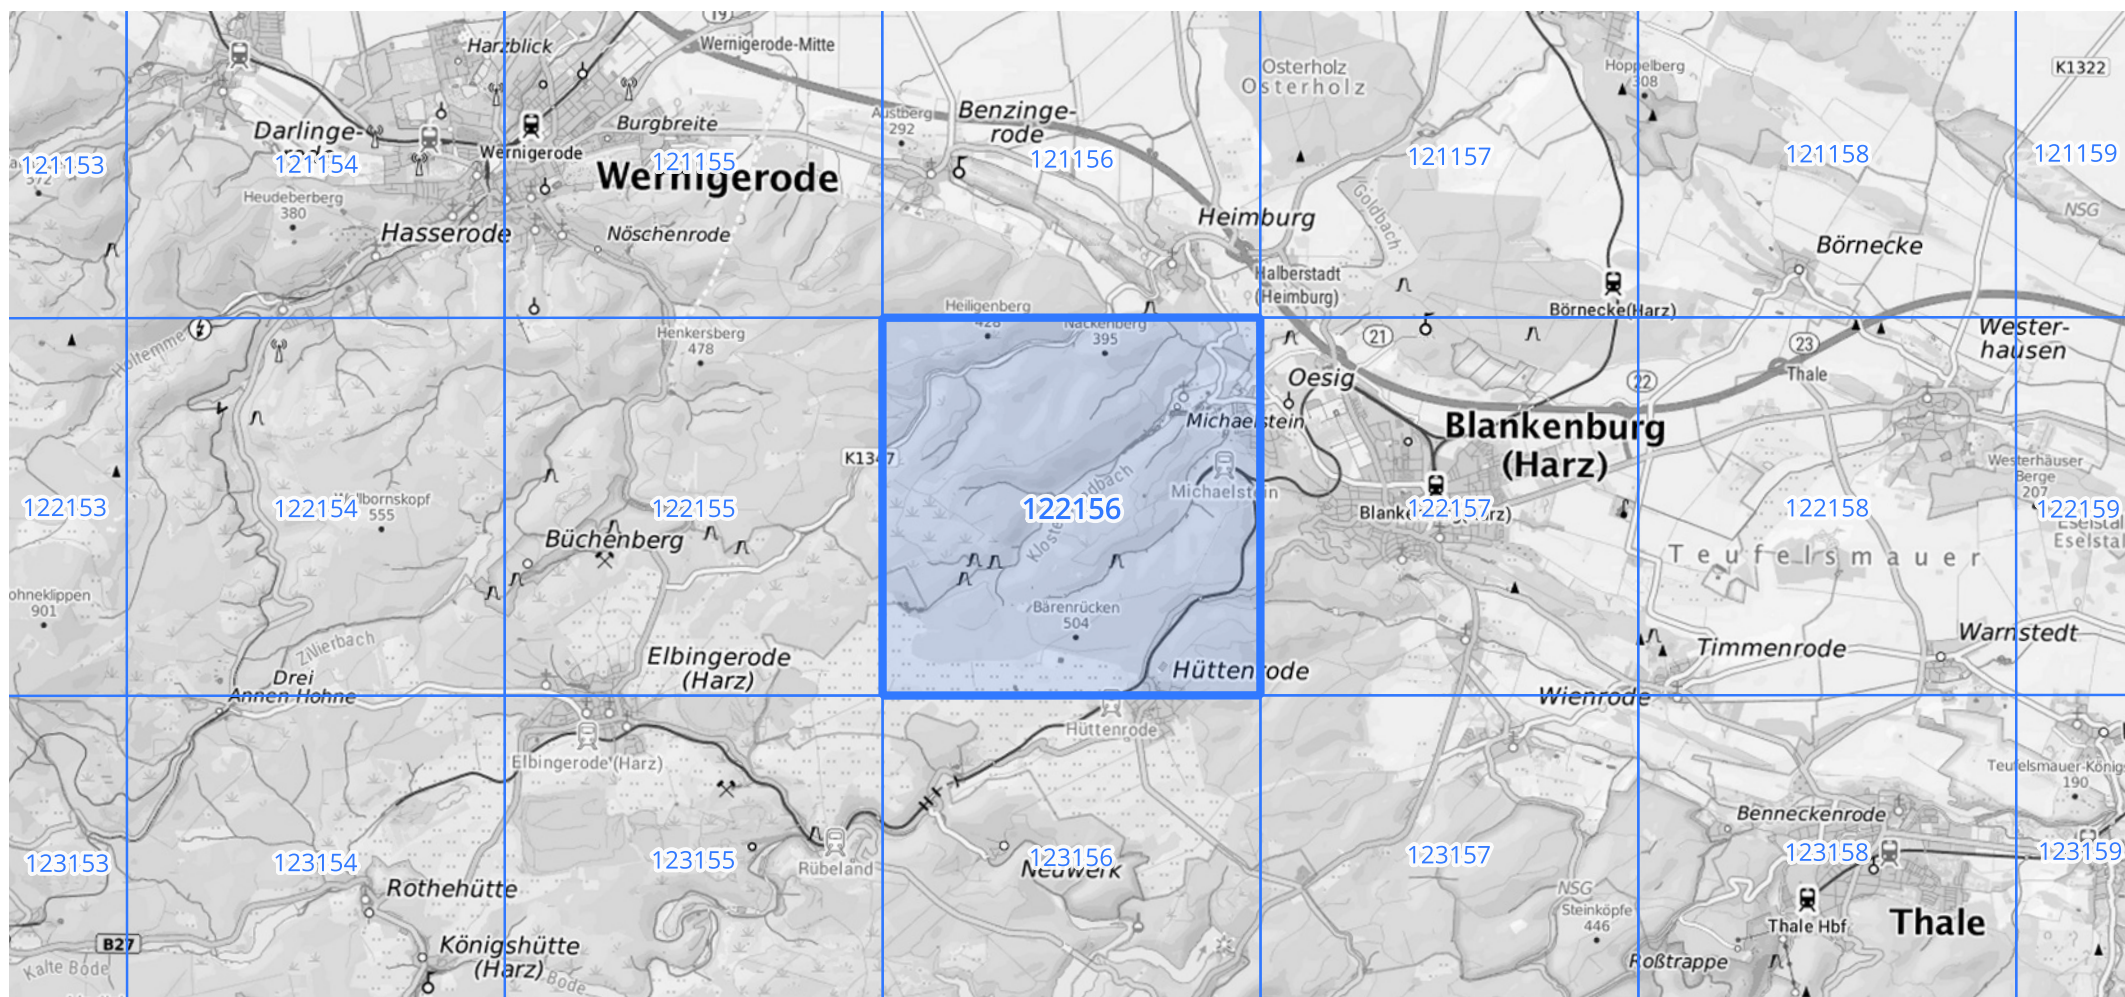 19
Wernigerode-Mitte
Harzblick
Osterholz
Osterholz
Hoppelberg
308
K1322
Austberg
292
Benzinge-
rode
Darlinge-
Burgbreite
Wernigerode
Wernigerode
121153
121154
121155
121156
121157
121158
121159
572
Heudeberberg
380
Hasserode
Nöschenrode
Heimburg
Goldbach
NSG
Börnecke
Halberstadt
(Heimburg)
Börnecke(Harz)
Heiligenberg
428
Nackenberg
395
Henkersberg
478
Holtemme
21
22
23
Thale
Wester-
hausen
Oesig
Michaelstein
Blankenburg
(Harz)
K1347
Michaelstein
Westerhäuser
Berge
207
122153
122154
122155
122156
122157
122158
122159
555
Büchenberg
Eselstal
Eselstal
Teufelsmauer
ohneklippen
901
Bärenrücken
504
Zillierbach
Elbingerode
(Harz)
Hüttenrode
Timmenrode
Warnstedt
Drei
Annen Hohne
Wienrode
Hüttenrode
Elbingerode (Harz)
Teufelsmauer-König
190
Benneckenrode
Rübeland
123153
123154
123155
123156
123157
123158
123159
Neuwerk
Rothehütte
NSG
Steinköpfe
446
Thale Hbf
Thale
B27
Königshütte
(Harz)
Kalte Bode
Bode
Roßtrappe